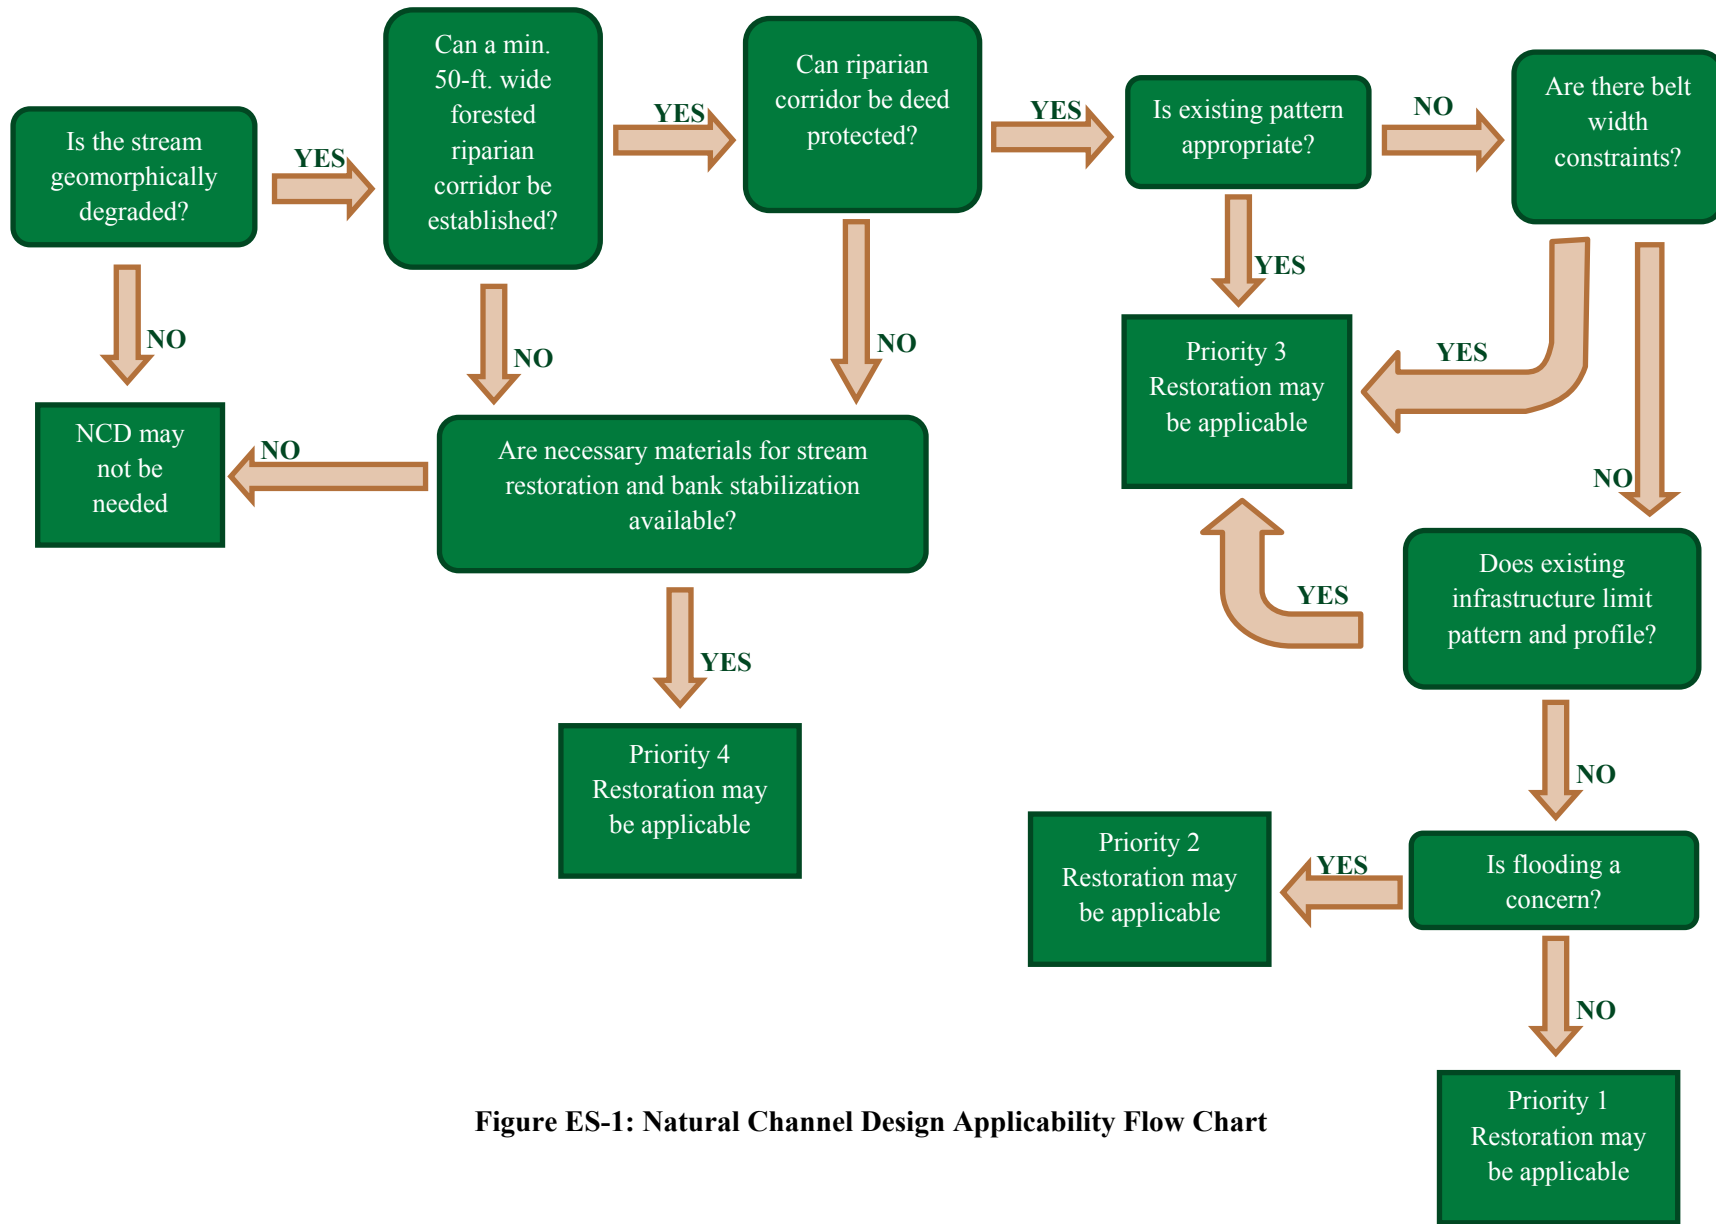 Is the stream
geomorphically
degraded?
YES
NO
Can a min.
50-ft. wide
forested
riparian
corridor be
established?
YES
NO
Can riparian
corridor be deed
protected?
YES
NO
Is existing pattern
appropriate?
NO
YES
Are there belt
width
constraints?
YES
NO
NCD may
not be
needed
NO
Are necessary materials for stream
restoration and bank stabilization
available?
YES
Priority 3
Restoration may
be applicable
Does existing
infrastructure limit
pattern and profile?
YES
NO
Priority 4
Restoration may
be applicable
Priority 2
Restoration may
be applicable
YES
Is flooding a
concern?
NO
Priority 1
Restoration may
be applicable
Figure ES-1: Natural Channel Design Applicability Flow Chart